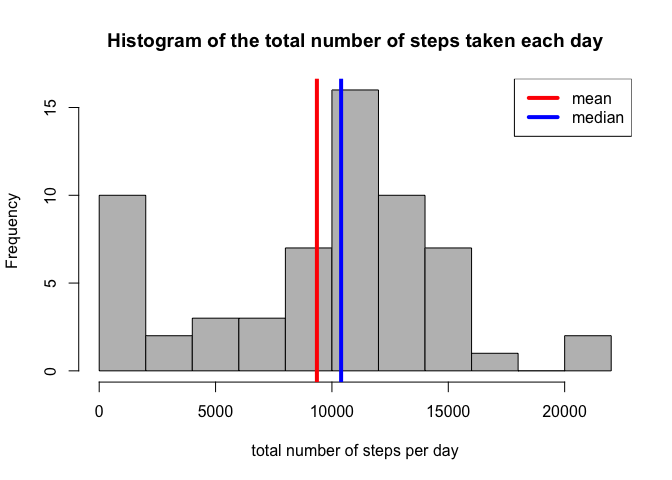 Histogram of the total number of steps taken each day
mean
median
Frequency
15
10
5
0
0 5000 10000 15000 20000
total number of steps per day